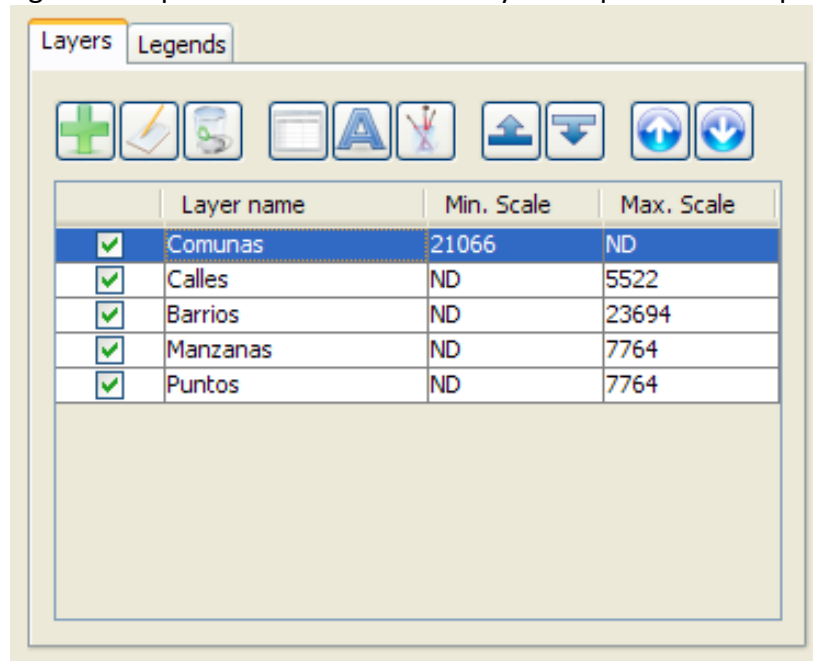 Layers Legends
Layer name Min. Scale Max. Scale
Comunas 21066 ND
Calles ND 5522
Barrios ND 23694
Manzanas ND 7764
Puntos ND 7764